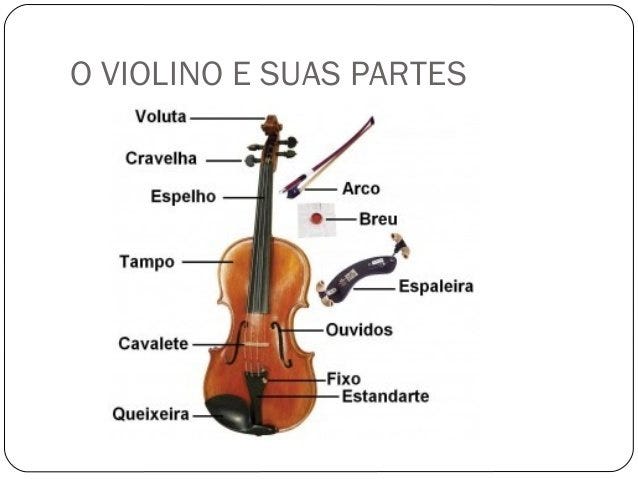 O VIOLINO E SUAS PARTES
Voluta
Cravelha
Espelho
Arco
Breu
Tampo
Espaleira
Ouvidos
Cavalete
Fixo
Estandarte
Queixeira